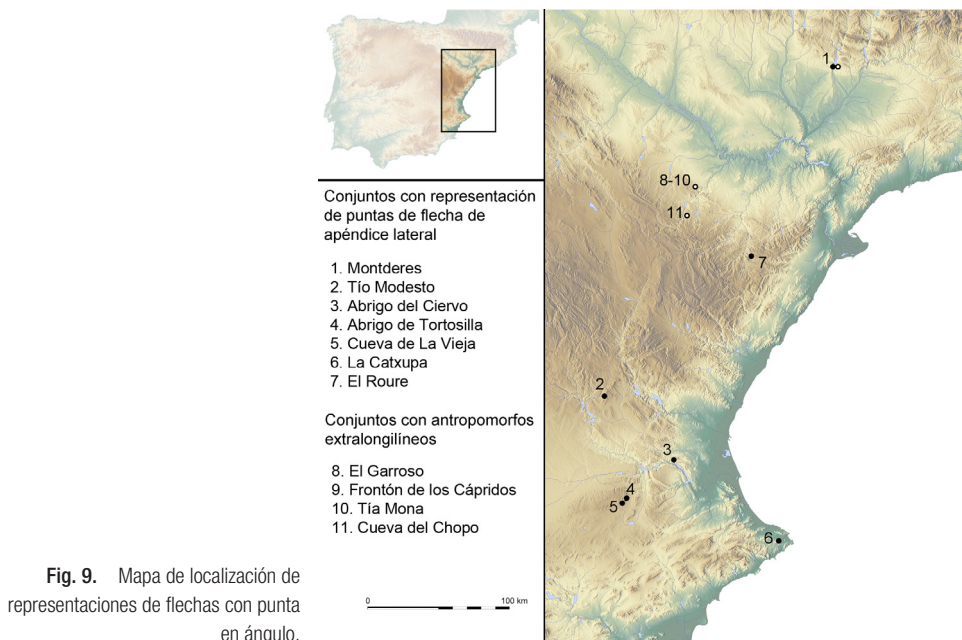 Conjuntos con representación
de puntas de flecha de
apéndice lateral
1. Montderes
2. Tío Modesto
3. Abrigo del Ciervo
4. Abrigo de Tortosilla
5. Cueva de La Vieja
6. La Catxupa
7. El Roure
Conjuntos con antropomorfos
extralongilíneos
8. El Garroso
9. Frontón de los Cápridos
10. Tía Mona
11. Cueva del Chopo
0 100 km
1
8-10
11
7
2
3
4
5
6
Fig. 9. Mapa de localización de
representaciones de flechas con punta
en ángulo.